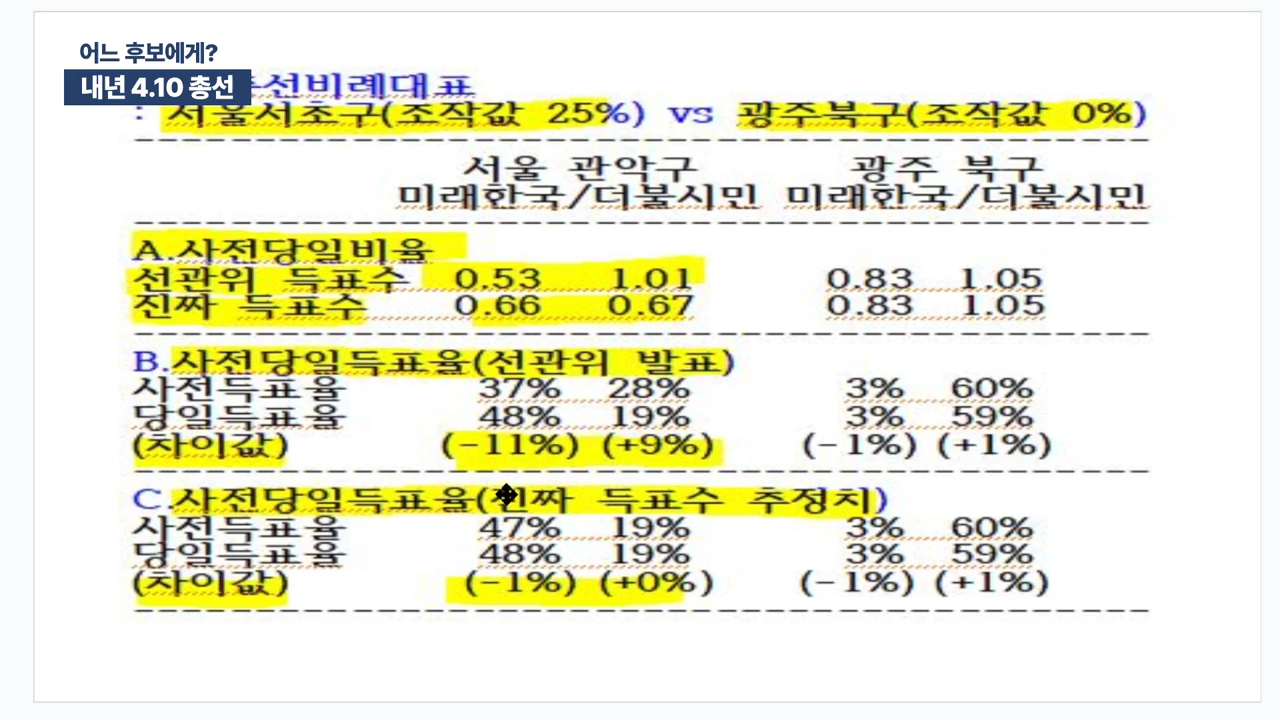 어느 후보에게?
내년 4.10 총선
총선비례대표
: 서울서초구(조작값 25%) vs 광주북구(조작값 0%)
서울 관악구 광주 북구
미래한국/더불시민 미래한국/더불시민
A.사전당일비율
선관위 득표수 0.53 1.01 0.83 1.05
진짜 득표수 0.66 0.67 0.83 1.05
B.사전당일득표율(선관위 발표)
사전득표율 37% 28% 3% 60%
당일득표율 48% 19% 3% 59%
(차이값) (-11%) (+9%) (-1%) (+1%)
C.사전당일득표율(진짜 득표수 추정치)
사전득표율 47% 19% 3% 60%
당일득표율 48% 19% 3% 59%
(차이값) (-1%) (+0%) (-1%) (+1%)